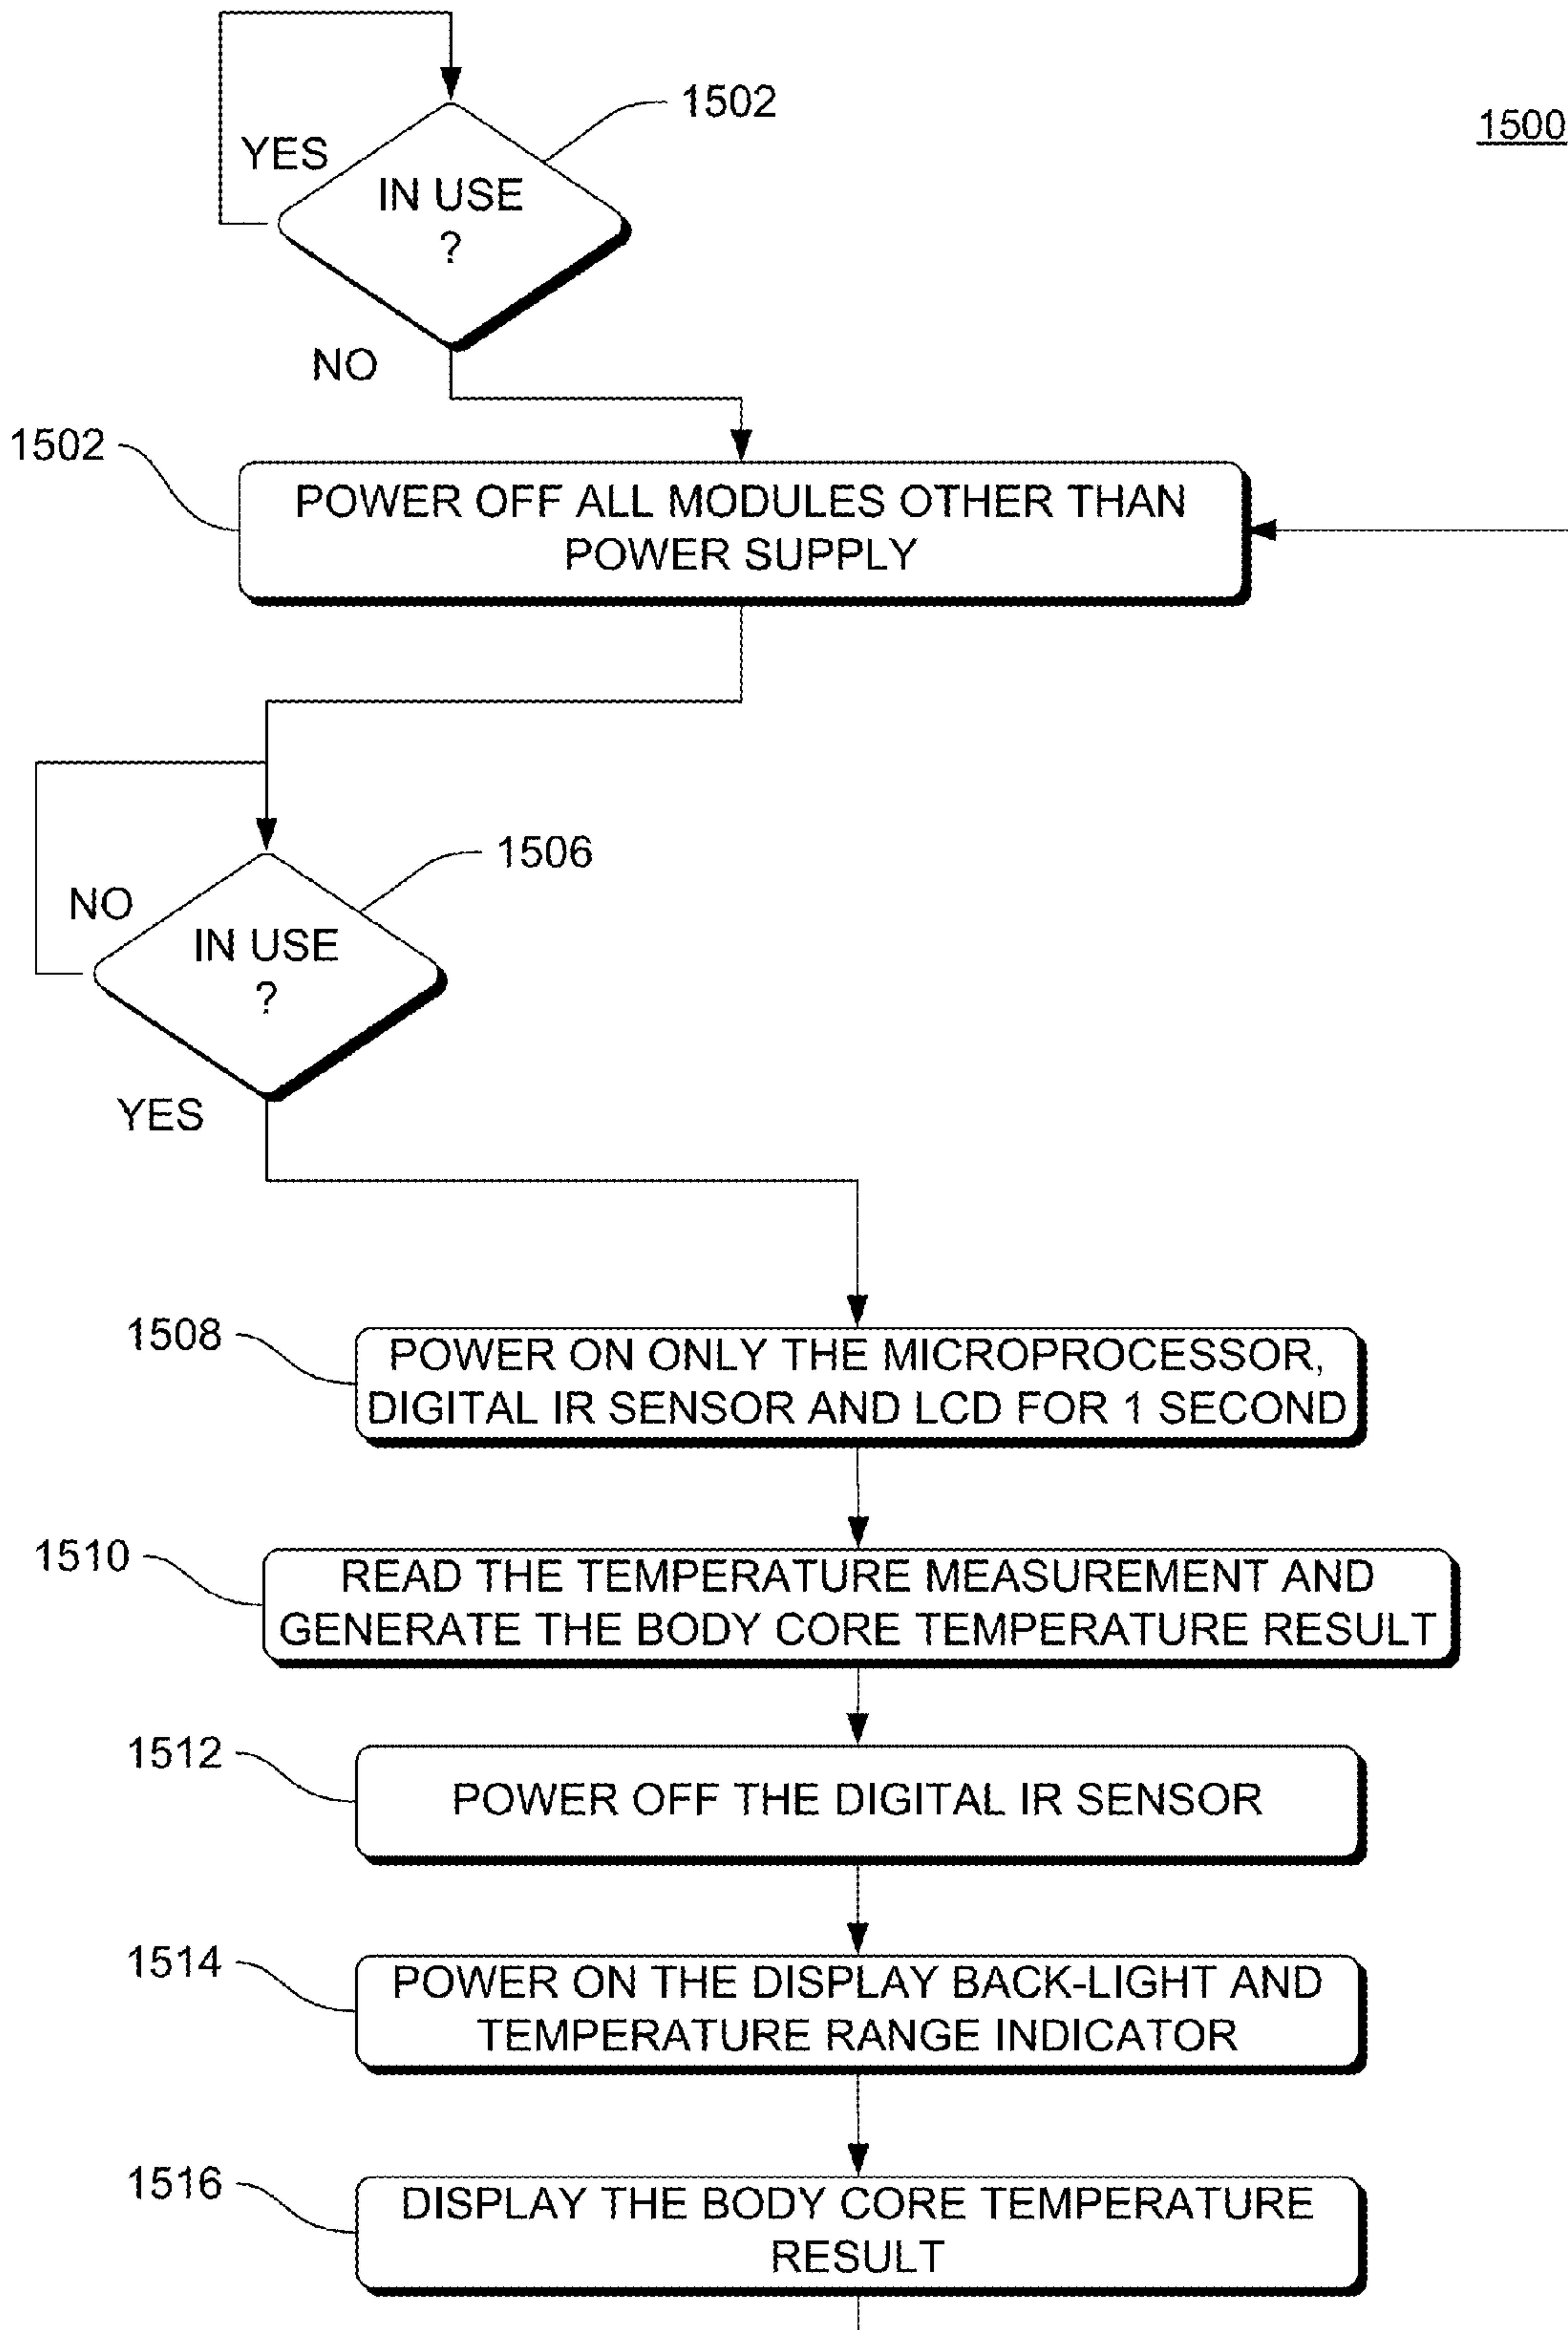 1500
1502
YES
IN USE
?
NO
1502
POWER OFF ALL MODULES OTHER THAN
POWER SUPPLY
1506
NO
IN USE
?
YES
1508
POWER ON ONLY THE MICROPROCESSOR,
DIGITAL IR SENSOR AND LCD FOR 1 SECOND
1510
READ THE TEMPERATURE MEASUREMENT AND
GENERATE THE BODY CORE TEMPERATURE RESULT
1512
POWER OFF THE DIGITAL IR SENSOR
1514
POWER ON THE DISPLAY BACK-LIGHT AND
TEMPERATURE RANGE INDICATOR
1516
DISPLAY THE BODY CORE TEMPERATURE
RESULT